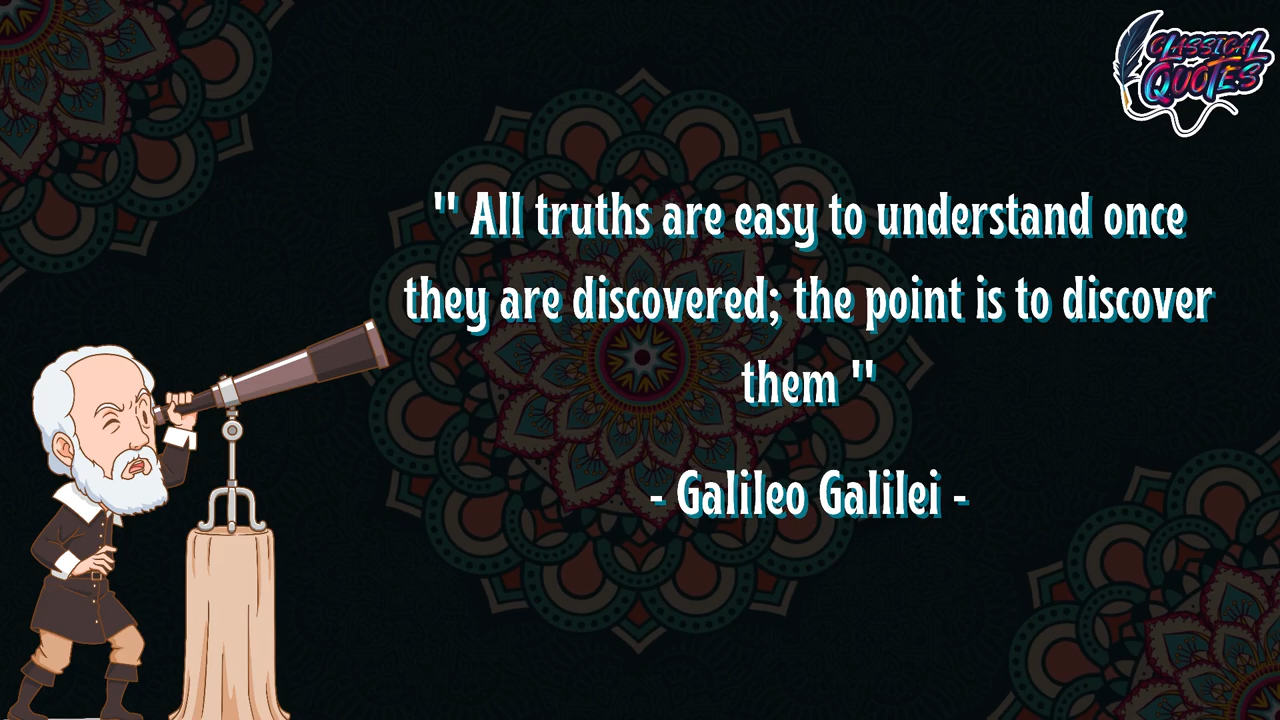 CLASSICAL
QUOTES
" All truths are easy to understand once
they are discovered; the point is to discover
them "
- Galileo Galilei -